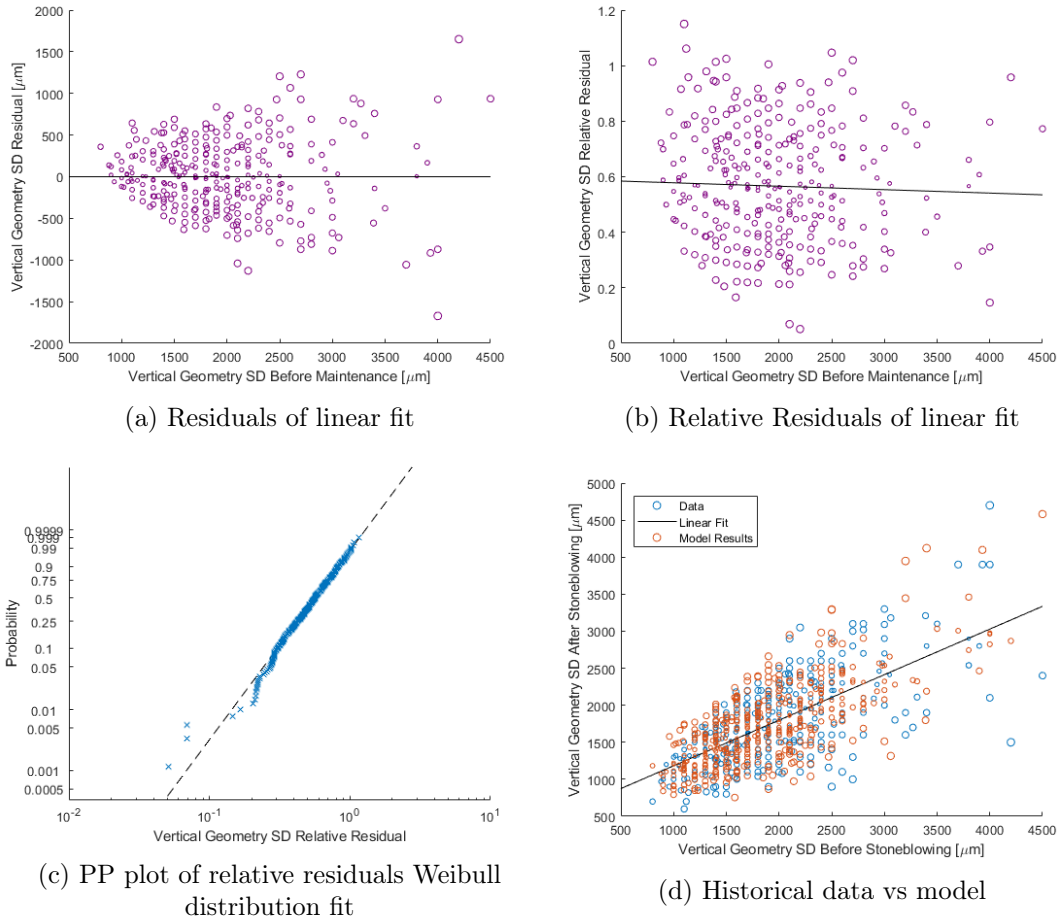 2000
1500
1000
500
0
-500
-1000
-1500
-2000
500 1000 1500 2000 2500 3000 3500 4000 4500
Vertical Geometry SD Residual [μm]
Vertical Geometry SD Before Maintenance [μm]
(a) Residuals of linear fit
1.2
1
0.8
0.6
0.4
0.2
0
500 1000 1500 2000 2500 3000 3500 4000 4500
Vertical Geometry SD Relative Residual
Vertical Geometry SD Before Maintenance [μm]
(b) Relative Residuals of linear fit
0.9999
0.999
0.99
0.9
0.75
0.5
0.25
0.1
0.05
0.01
0.005
0.001
0.0005
10-2 10-1 100 101
Probability
Vertical Geometry SD Relative Residual
(c) PP plot of relative residuals Weibull
distribution fit
5000
4500
4000
3500
3000
2500
2000
1500
1000
500
500 1000 1500 2000 2500 3000 3500 4000 4500
Vertical Geometry SD After Stoneblowing [μm]
Data
Linear Fit
Model Results
Vertical Geometry SD Before Stoneblowing [μm]
(d) Historical data vs model